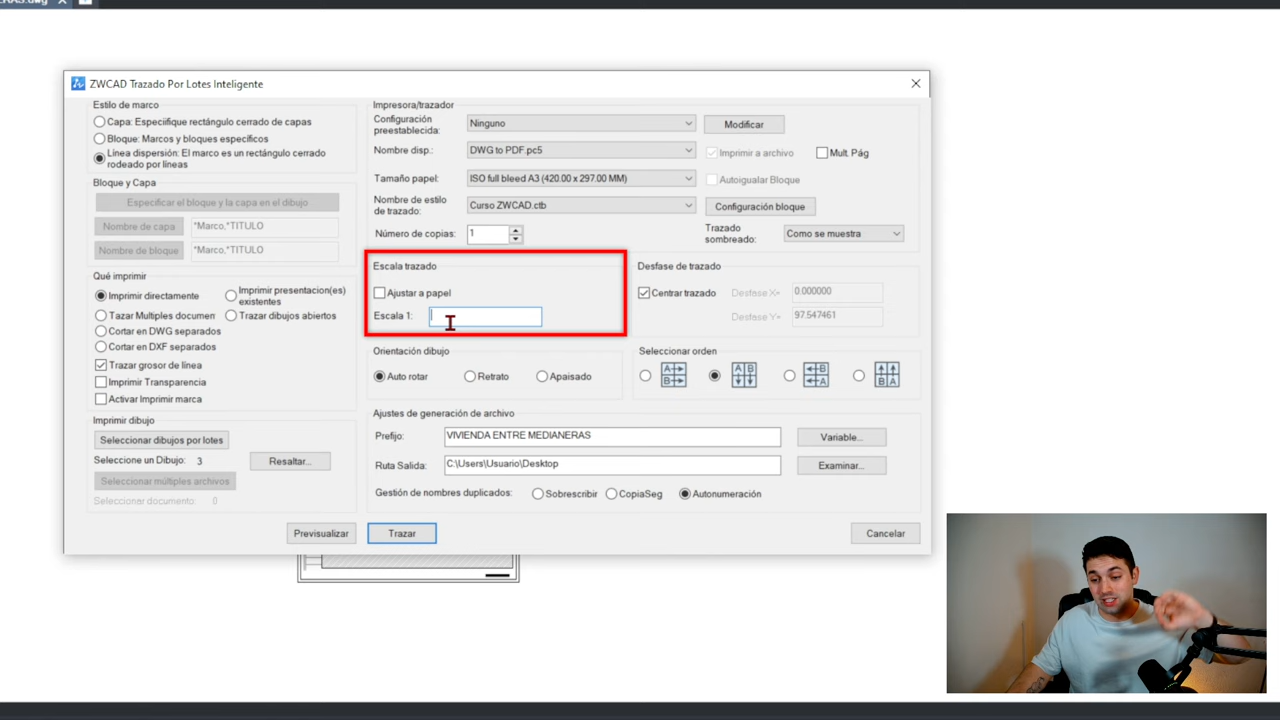 ZWCAD Trazado Por Lotes Inteligente
Estilo de marco
Capa: Especiifique rectángulo cerrado de capas
Bloque: Marcos y bloques específicos
Línea dispersión: El marco es un rectángulo cerrado
rodeado por líneas
Bloque y Capa
Especificar el bloque y la capa en el dibujo
Nombre de capa
*Marco,*TITULO
Nombre de bloque
*Marco,*TITULO
Qué imprimir
Imprimir directamente
Imprimir presentacion(es)
existentes
Tazar Multiples documen
Trazar dibujos abiertos
Cortar en DWG separados
Cortar en DXF separados
Trazar grosor de línea
Imprimir Transparencia
Activar Imprimir marca
Imprimir dibujo
Seleccionar dibujos por lotes
Seleccione un Dibujo: 3
Resaltar...
Seleccionar múltiples archivos
Seleccionar documento: 0
Impresora/trazador
Configuración
preestablecida:
Ninguno
Modificar
Nombre disp.:
DWG to PDF.pc5
Imprimir a archivo
Mult. Pág
Tamaño papel:
ISO full bleed A3 (420.00 x 297.00 MM)
Autoigualar Bloque
Nombre de estilo
de trazado:
Curso ZWCAD.ctb
Configuración bloque
Número de copias:
1
Trazado
sombreado:
Como se muestra
Escala trazado
Ajustar a papel
Escala 1:
Desfase de trazado
Centrar trazado
Desfase X+
0.000000
Desfase Y+
97.547461
Orientación dibujo
Auto rotar
Retrato
Apaisado
Seleccionar orden
A
B
A B
B
A
B A
Ajustes de generación de archivo
Prefijo:
VIVIENDA ENTRE MEDIANERAS
Variable...
Ruta Salida:
C:\Users\Usuario\Desktop
Examinar...
Gestión de nombres duplicados:
Sobrescribir
CopiaSeg
Autonumeración
Previsualizar
Trazar
Cancelar